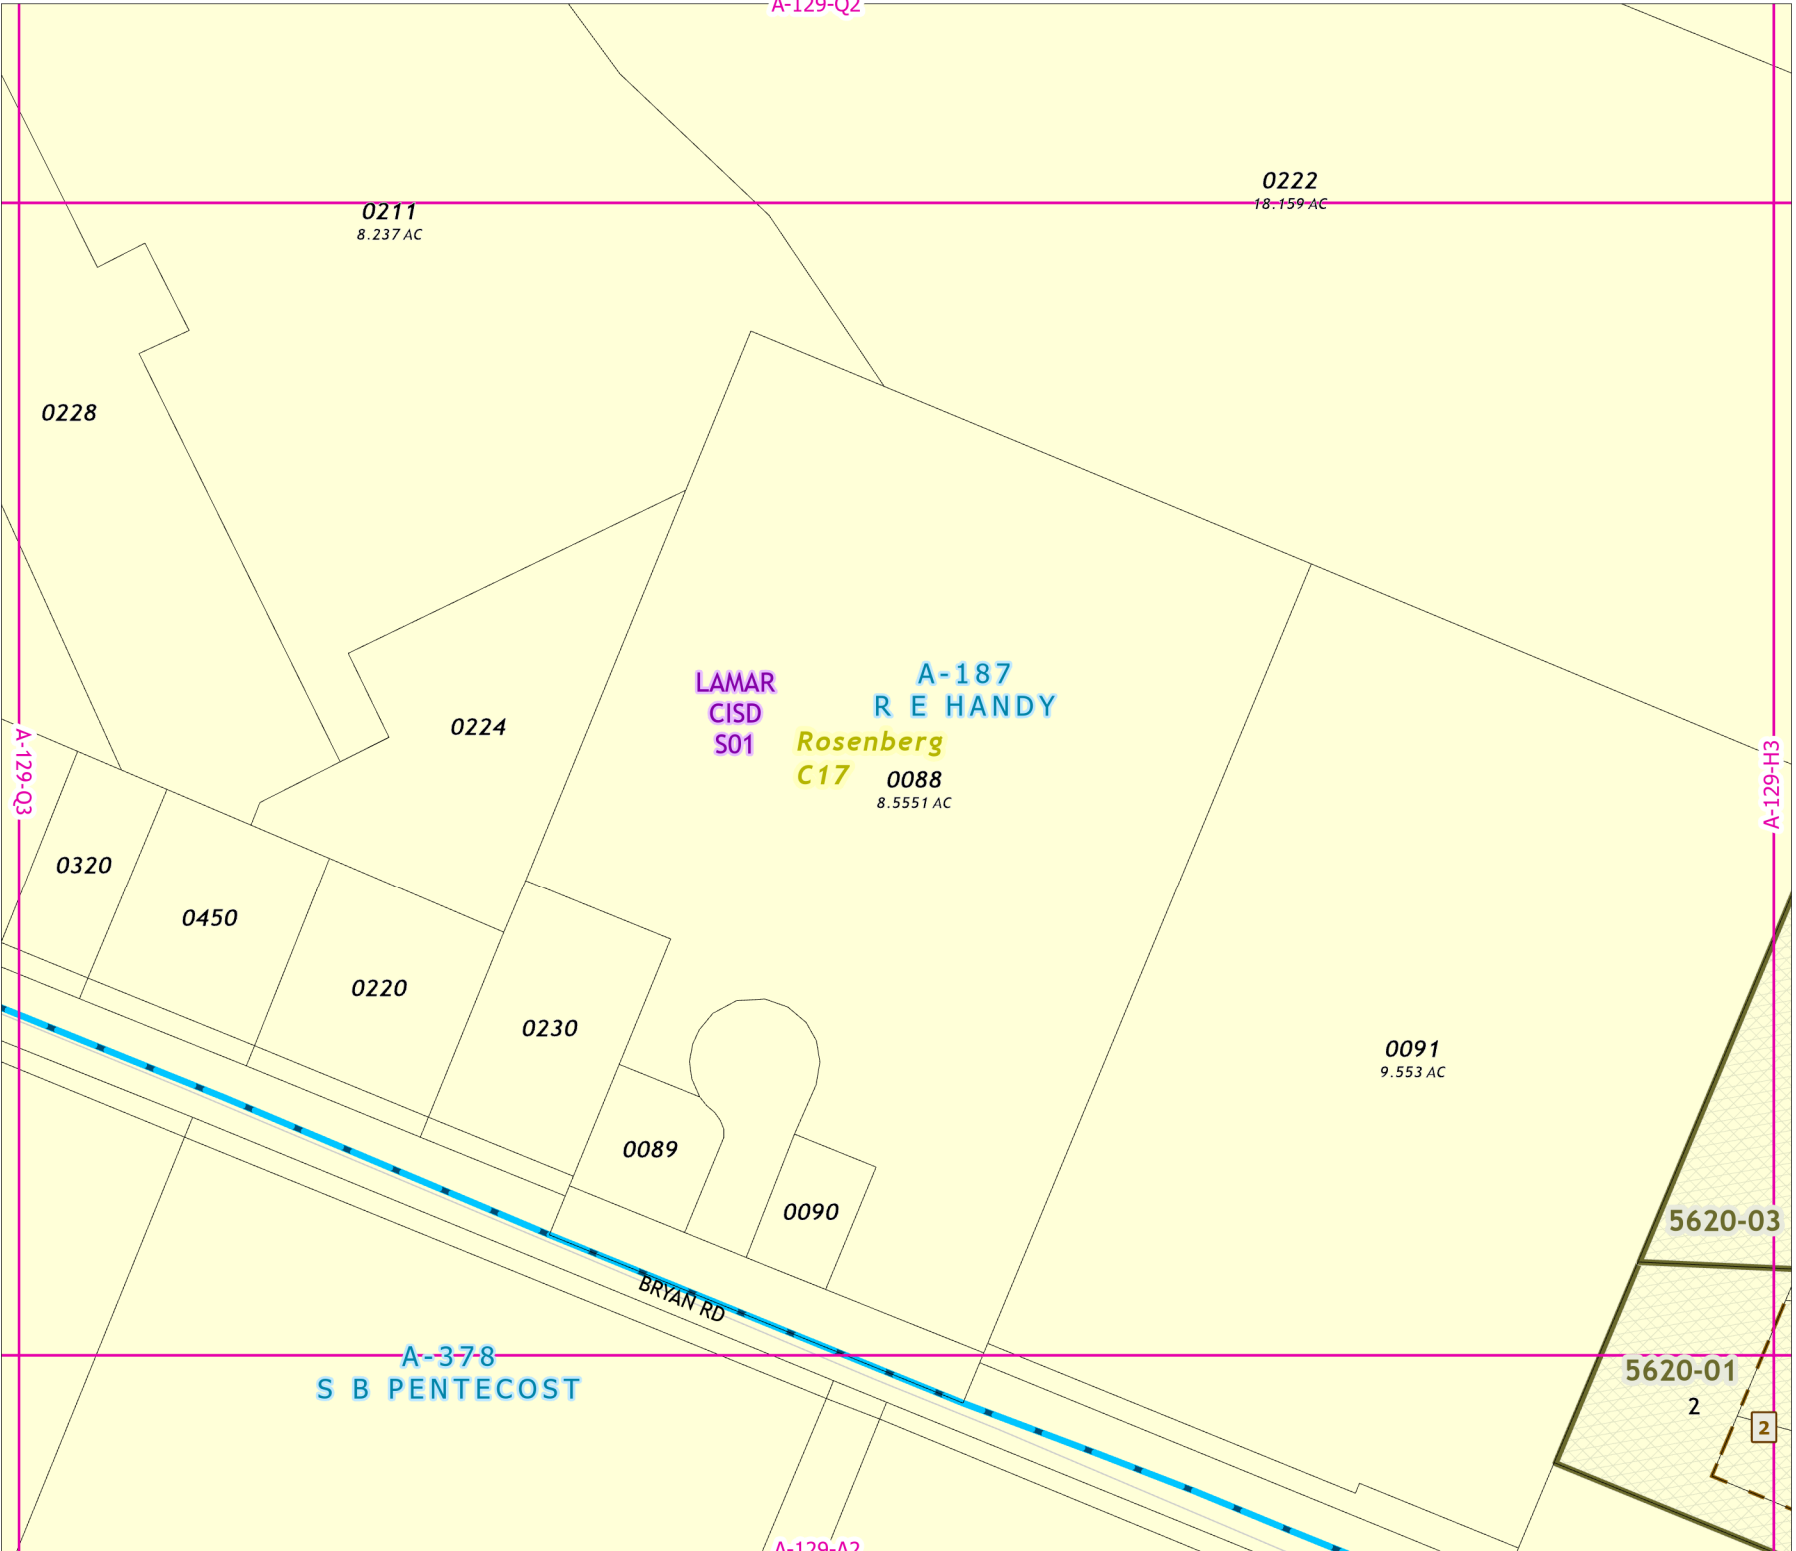 A-129-Q2
0222
18.159 AC
0211
8.237 AC
0228
LAMAR
CISD
S01
A-187
R E HANDY
Rosenberg
C17
0088
8.5551 AC
0224
A-129-Q3
A-129-H3
0320
0450
0220
0230
0091
9.553 AC
0089
0090
5620-03
BRYAN RD
A-378
S B PENTECOST
5620-01
2
2
A-129-A2